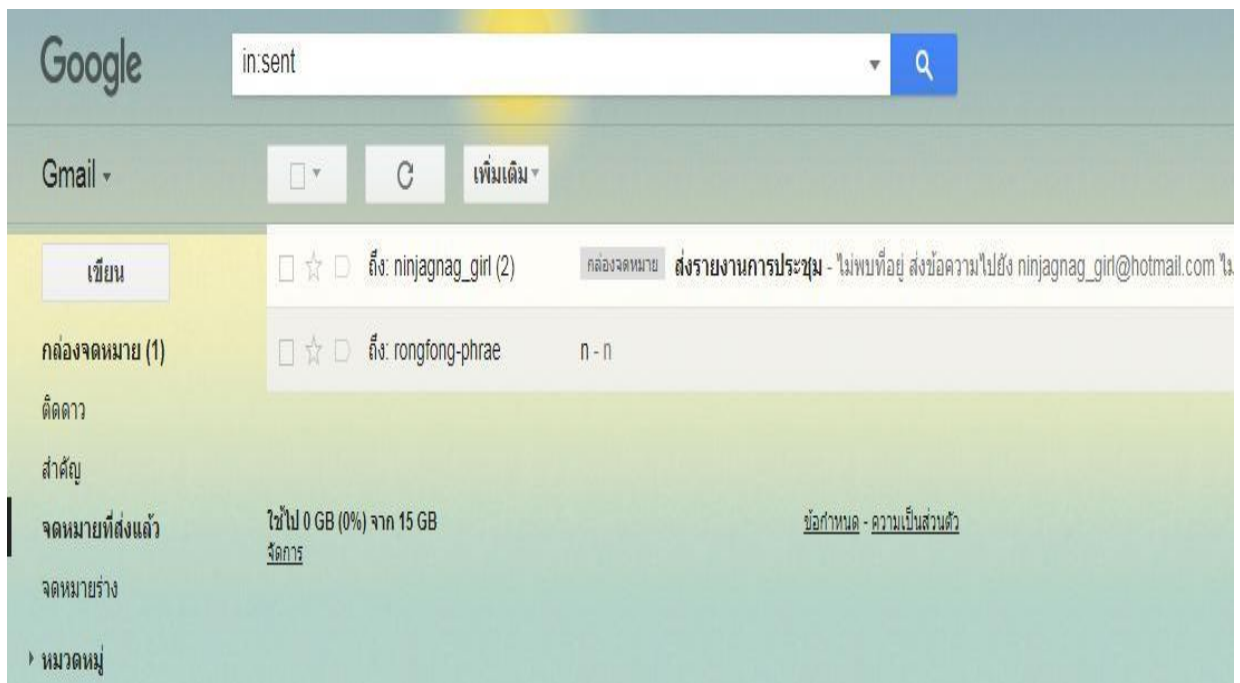 Google
in:sent
Gmail
เพิ่มเติม
เขียน
ถึง: ninjagnag_girl (2) กล่องจดหมาย ส่งรายงานการประชุม - ไม่พบที่อยู่ ส่งข้อความไปยัง ninjagnag_girl@hotmail.com ไม
กล่องจดหมาย (1)
ถึง: rongfong-phrae n - n
ติดดาว
สำคัญ
จดหมายที่ส่งแล้ว
ใช้ไป 0 GB (0%) จาก 15 GB
จัดการ
ข้อกำหนด - ความเป็นส่วนตัว
จดหมายร่าง
หมวดหมู่